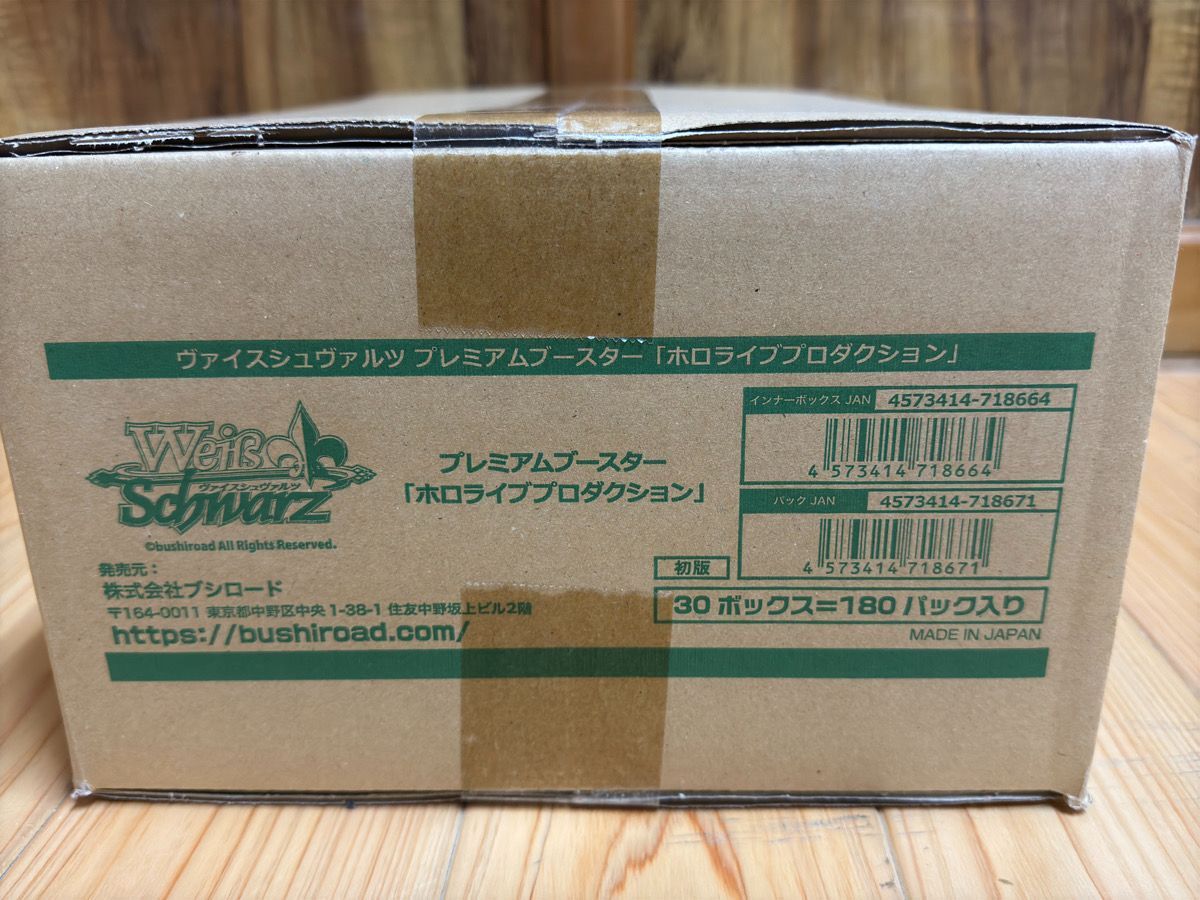 ヴァイスシュヴァルツ プレミアムブースター「ホロライブプロダクション」
Weiß
ヴァイスシュヴァルツ
Schwarz
©bushiroad All Rights Reserved.
プレミアムブースター
「ホロライブプロダクション」
インナーボックス JAN 4573414-718664
4 573414 718664
パック JAN 4573414-718671
4 573414 718671
発売元：
株式会社ブシロード
〒164-0011 東京都中野区中央 1-38-1 住友中野坂上ビル2階
https://bushiroad.com/
初版
30 ボックス=180 パック入り
MADE IN JAPAN